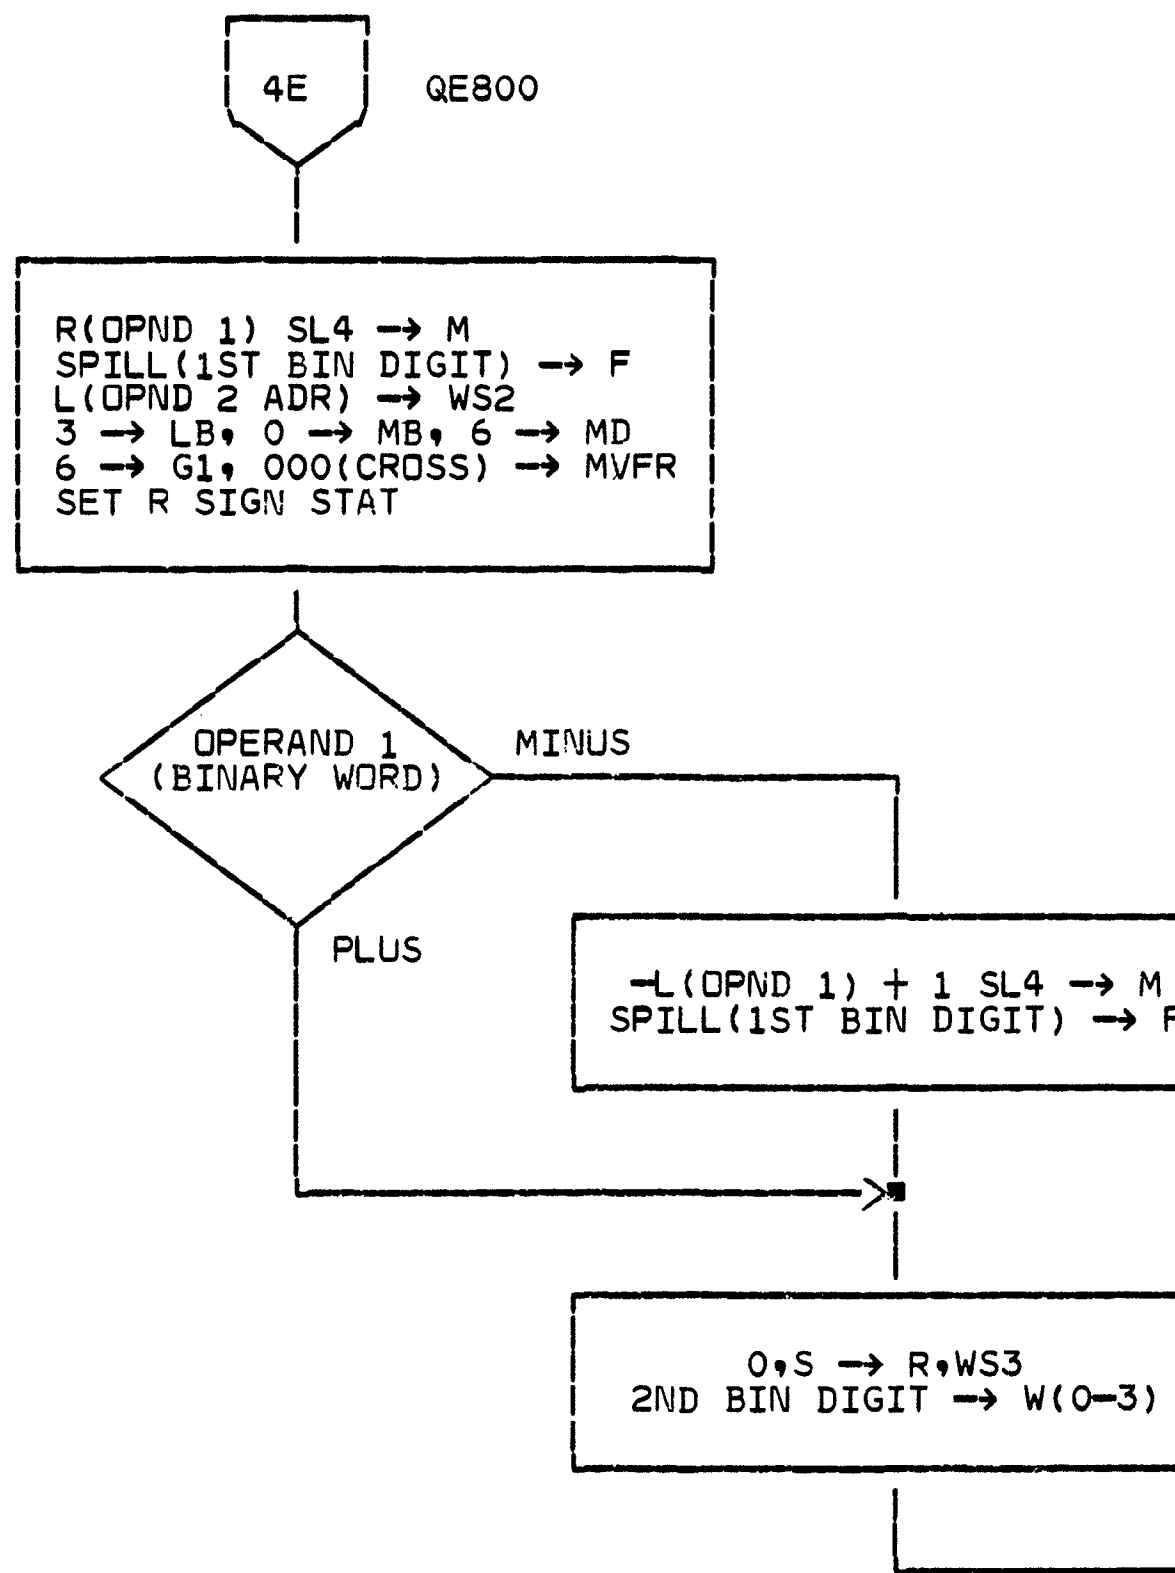 4E QE800
R(OPND 1) SL4 → M
SPILL(1ST BIN DIGIT) → F
L(OPND 2 ADR) → WS2
3 → LB, 0 → MB, 6 → MD
6 → G1, 000(CROSS) → MVFR
SET R SIGN STAT
OPERAND 1
(BINARY WORD)
MINUS
PLUS
-L(OPND 1) + 1 SL4 → M
SPILL(1ST BIN DIGIT) → F
0,S → R,WS3
2ND BIN DIGIT → W(0-3)